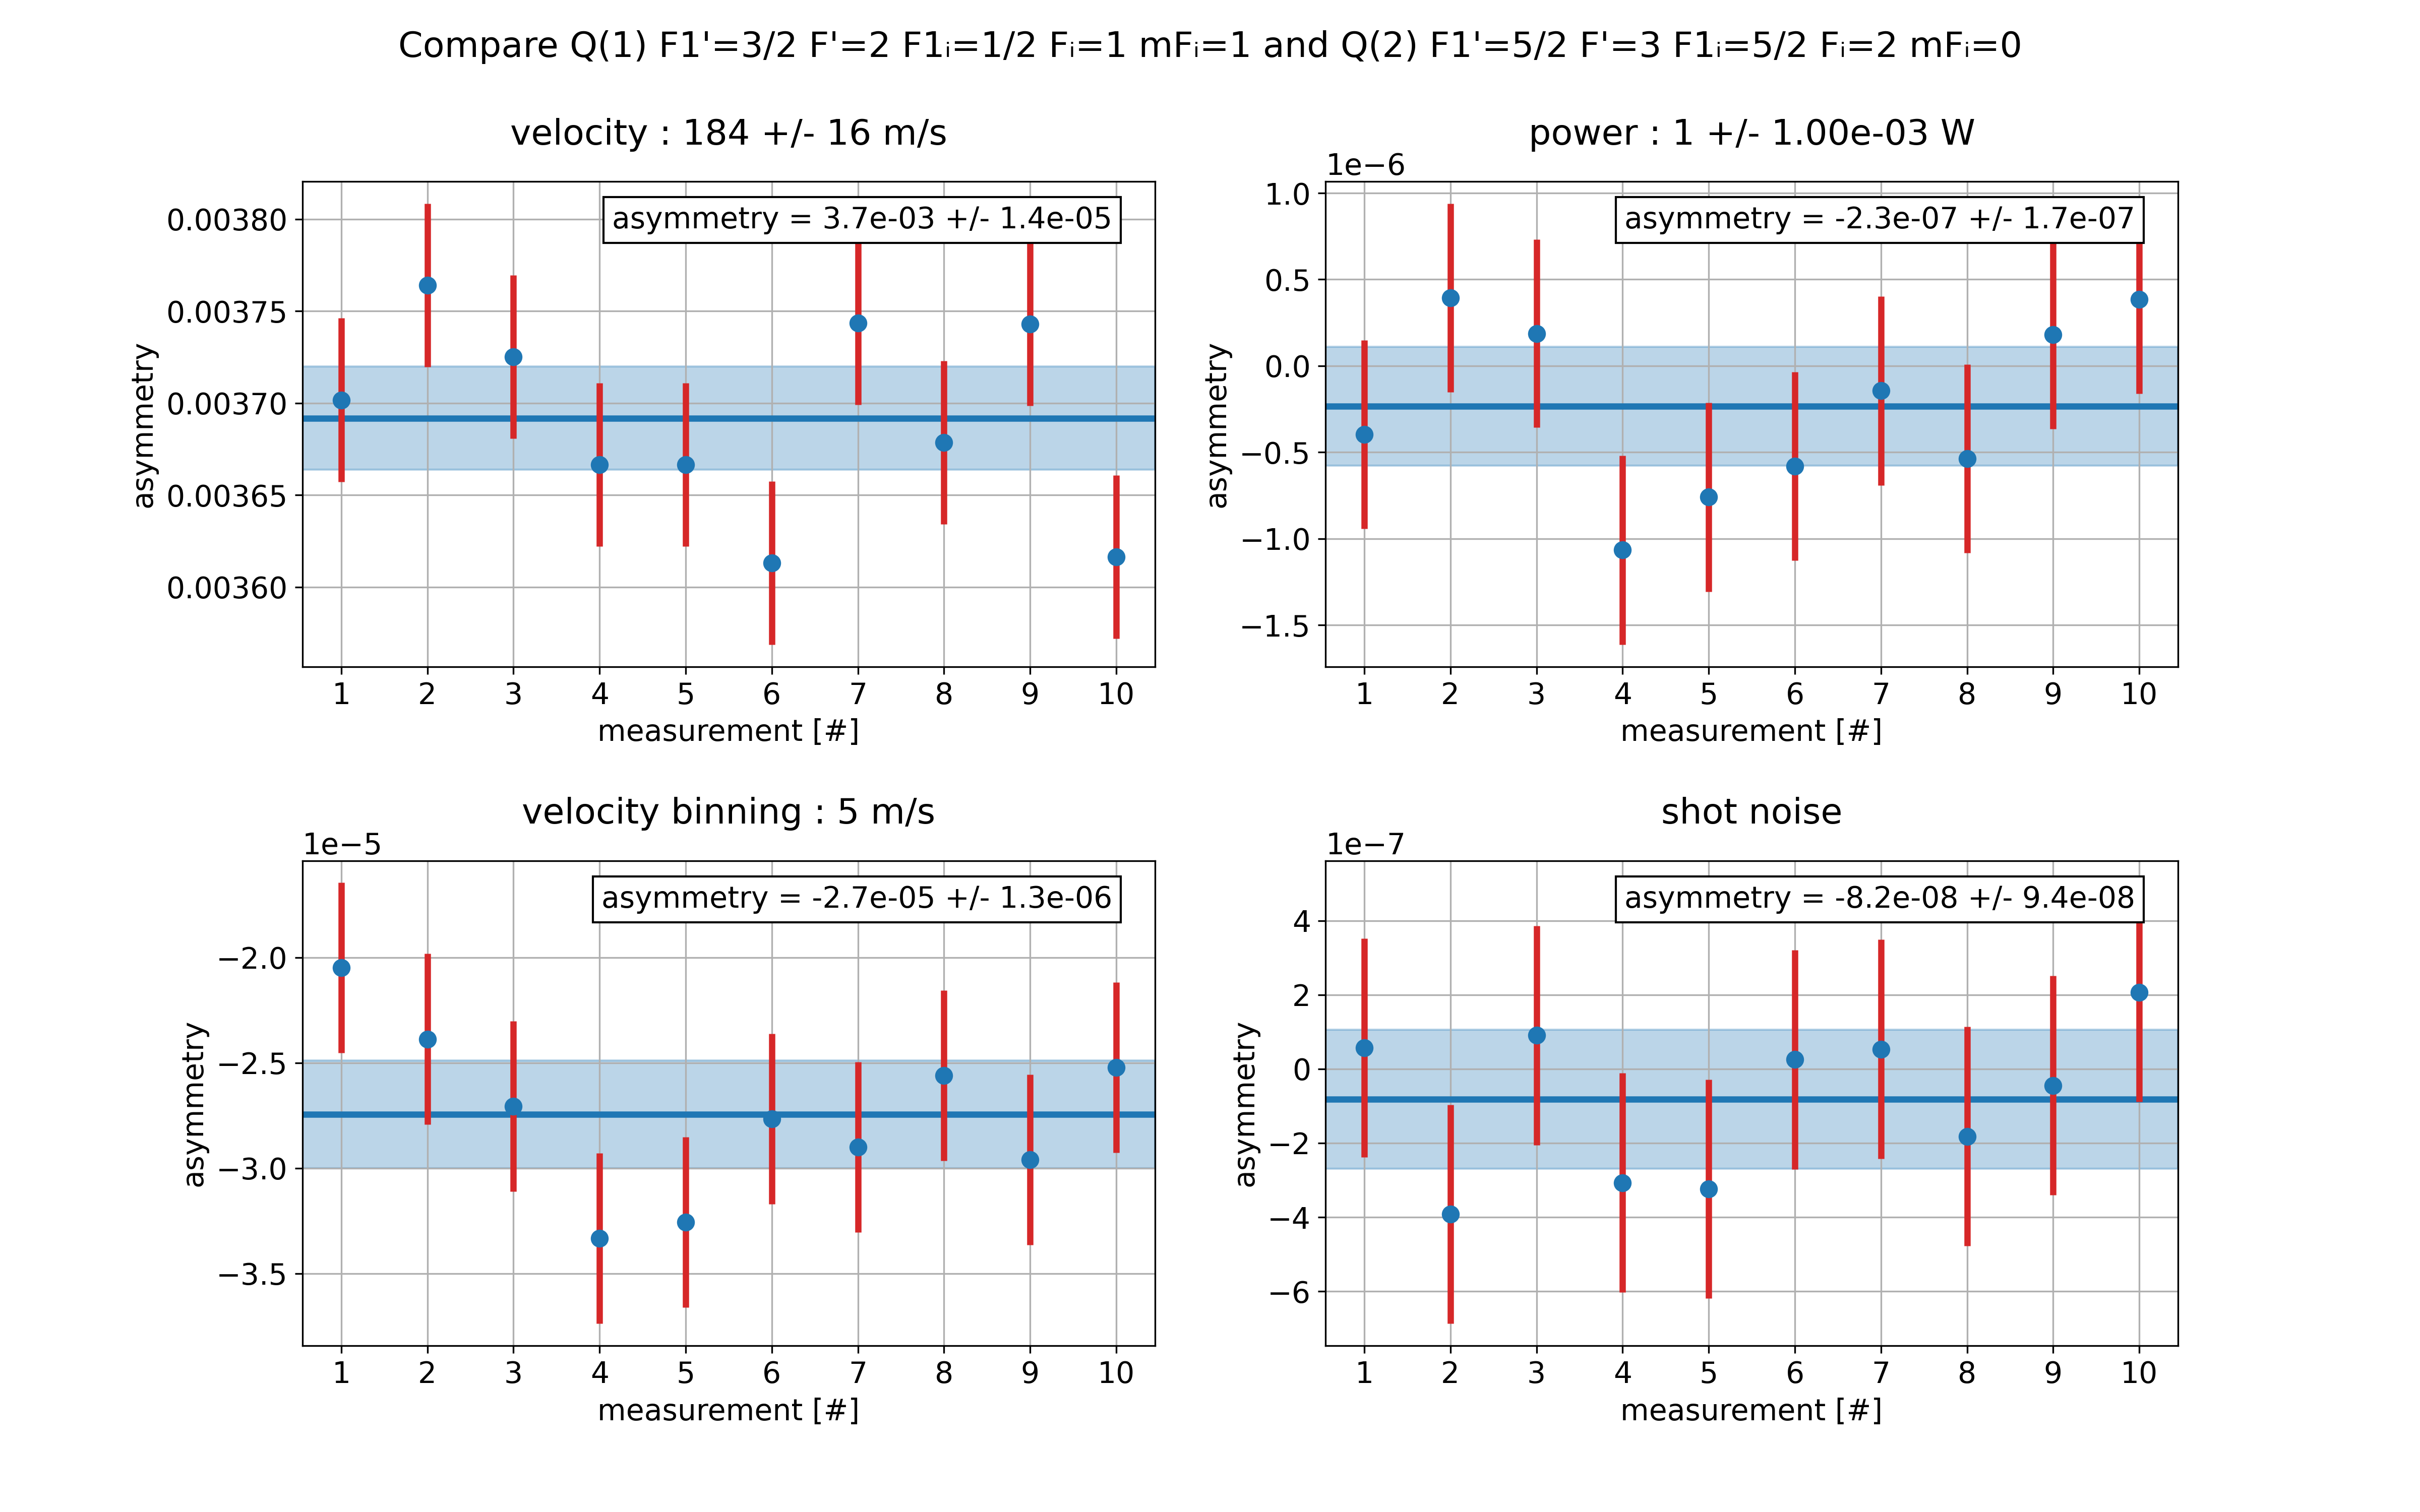 Compare Q(1) F1'=3/2 F'=2 F1ᵢ=1/2 Fᵢ=1 mFᵢ=1 and Q(2) F1'=5/2 F'=3 F1ᵢ=5/2 Fᵢ=2 mFᵢ=0
velocity : 184 +/- 16 m/s
asymmetry = 3.7e-03 +/- 1.4e-05
asymmetry
0.00380
0.00375
0.00370
0.00365
0.00360
1 2 3 4 5 6 7 8 9 10
measurement [#]
power : 1 +/- 1.00e-03 W
1e−6
asymmetry = -2.3e-07 +/- 1.7e-07
asymmetry
1.0
0.5
0.0
−0.5
−1.0
−1.5
1 2 3 4 5 6 7 8 9 10
measurement [#]
velocity binning : 5 m/s
1e−5
asymmetry = -2.7e-05 +/- 1.3e-06
asymmetry
−2.0
−2.5
−3.0
−3.5
1 2 3 4 5 6 7 8 9 10
measurement [#]
shot noise
1e−7
asymmetry = -8.2e-08 +/- 9.4e-08
asymmetry
4
2
0
−2
−4
−6
1 2 3 4 5 6 7 8 9 10
measurement [#]